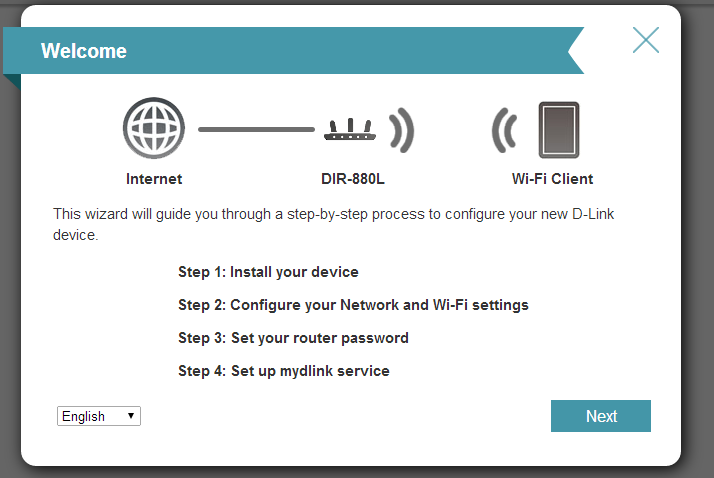 Welcome
Internet
DIR-880L
Wi-Fi Client
This wizard will guide you through a step-by-step process to configure your new D-Link
device.
Step 1: Install your device
Step 2: Configure your Network and Wi-Fi settings
Step 3: Set your router password
Step 4: Set up mydlink service
English
Next